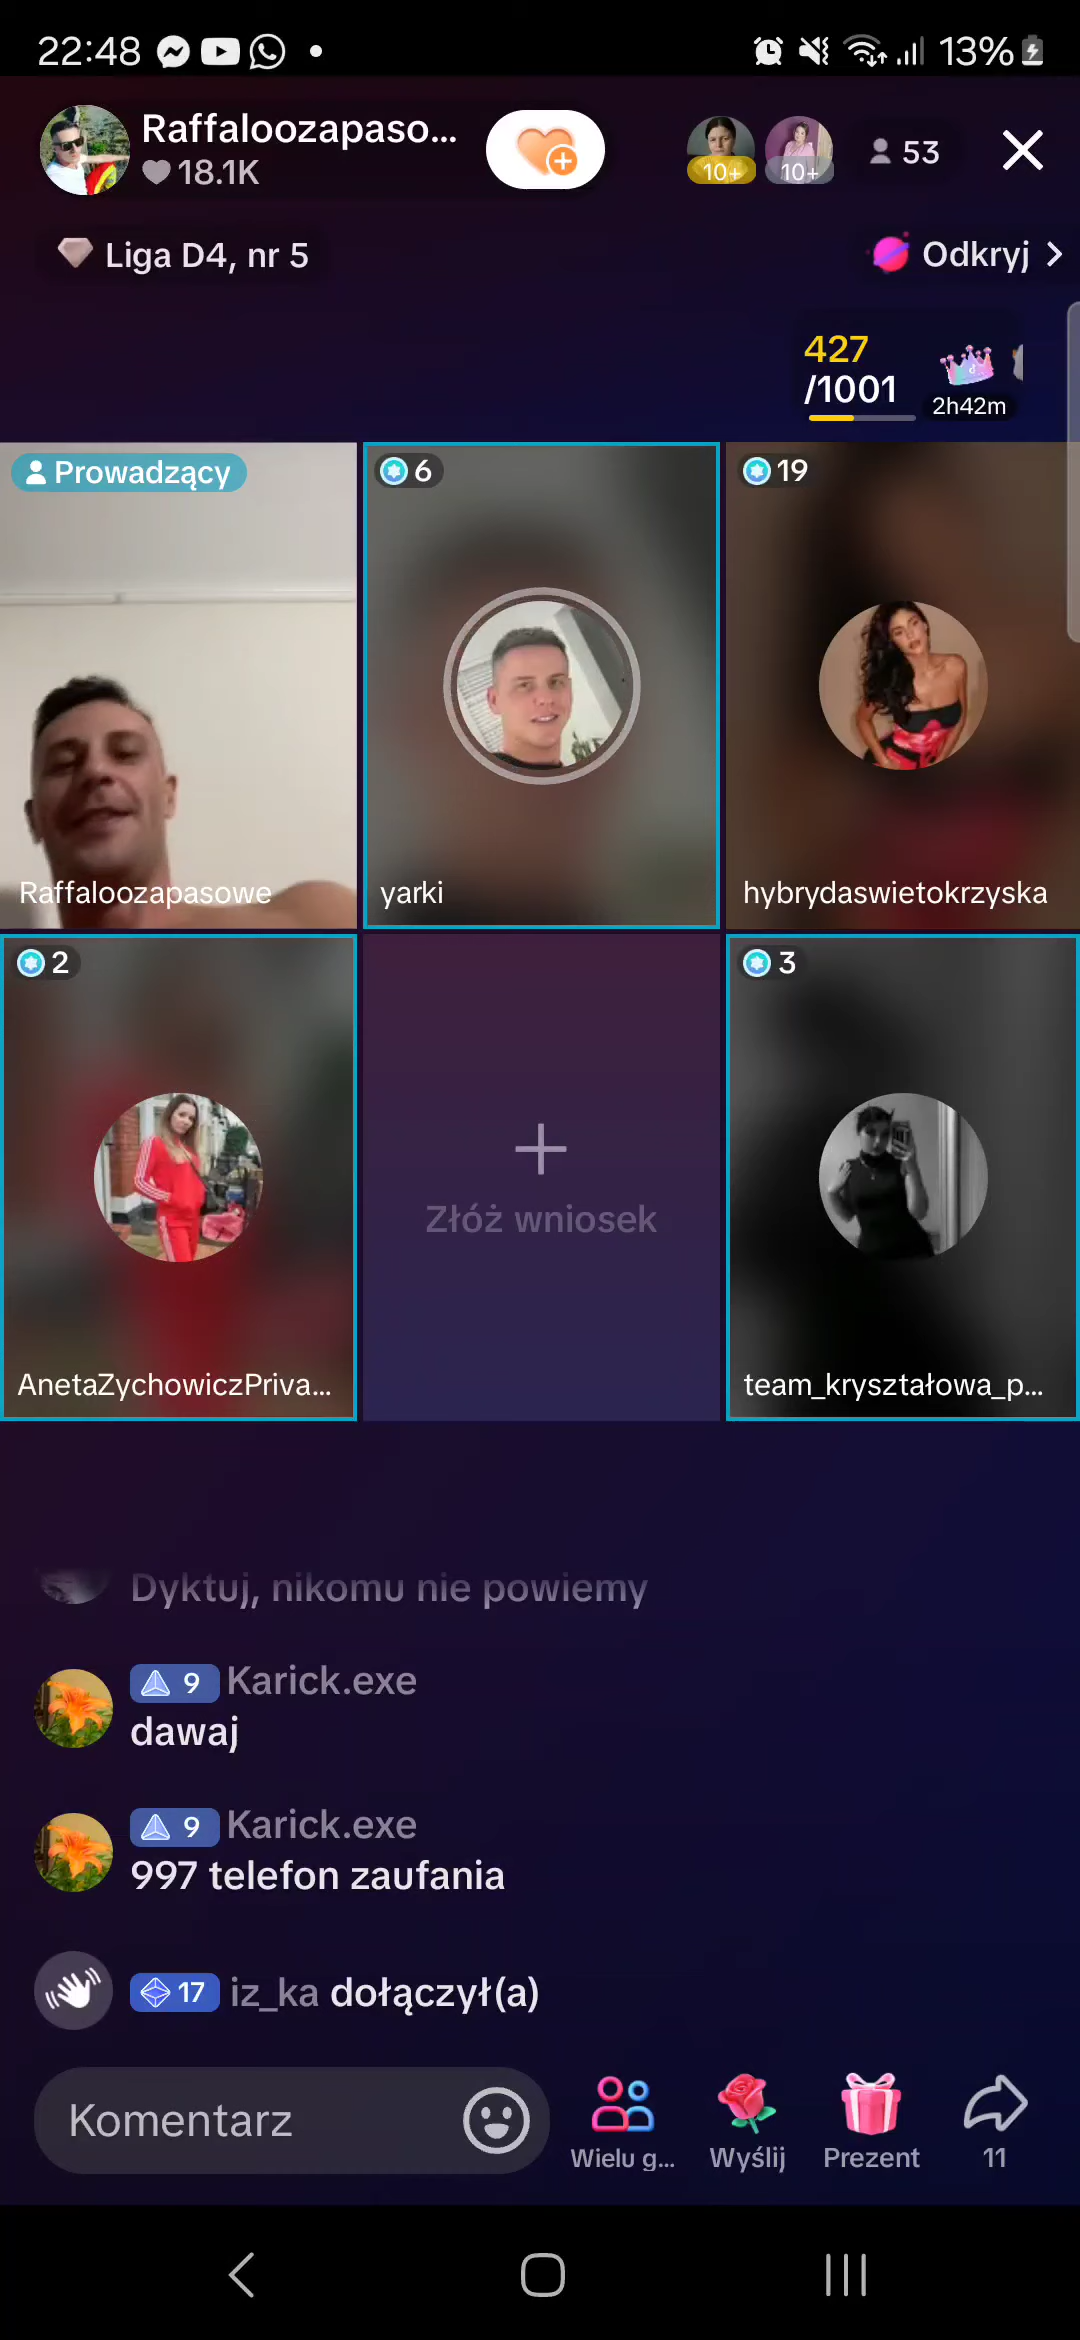 22:48
13%
Raffaloozapaso...
18.1K
10+
10+
53
Liga D4, nr 5
Odkryj
427
/1001
2h42m
Prowadzący
6
19
Raffaloozapasowe
yarki
hybrydaswietokrzyska
2
3
Złóż wniosek
AnetaZychowiczPriva...
team_kryształowa_p...
Dyktuj, nikomu nie powiemy
9 Karick.exe
dawaj
9 Karick.exe
997 telefon zaufania
17 iz_ka dołączył(a)
Komentarz
Wielu g...
Wyślij
Prezent
11